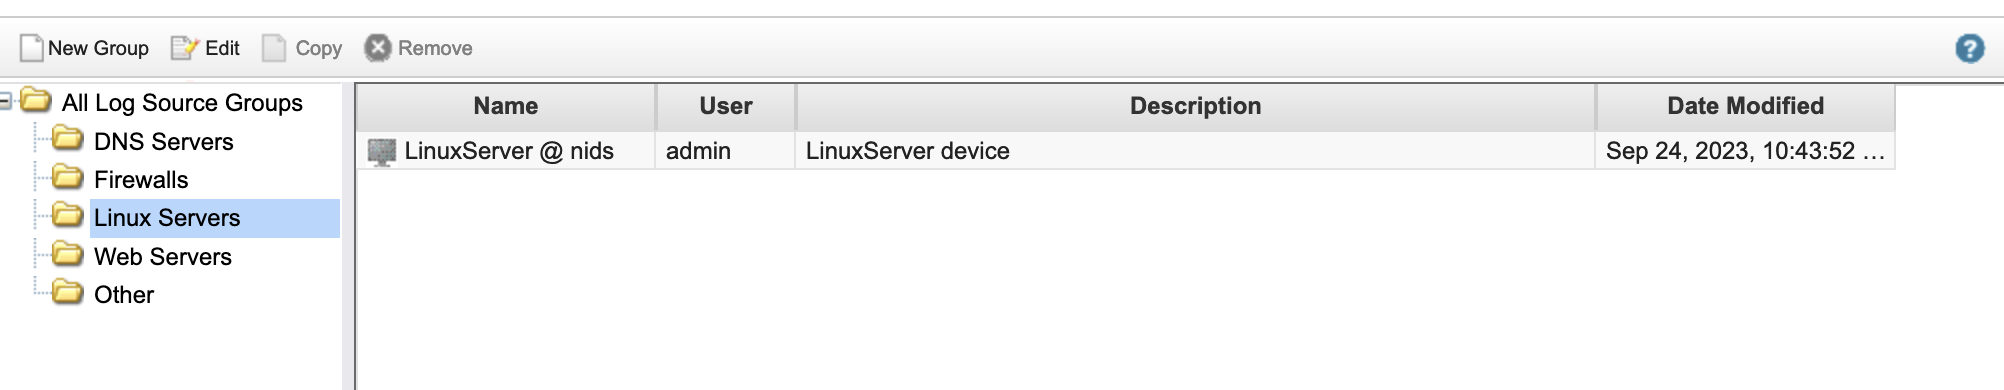 New Group Edit Copy Remove
All Log Source Groups
DNS Servers
Firewalls
Linux Servers
Web Servers
Other
Name User Description Date Modified
LinuxServer @ nids admin LinuxServer device Sep 24, 2023, 10:43:52 ...